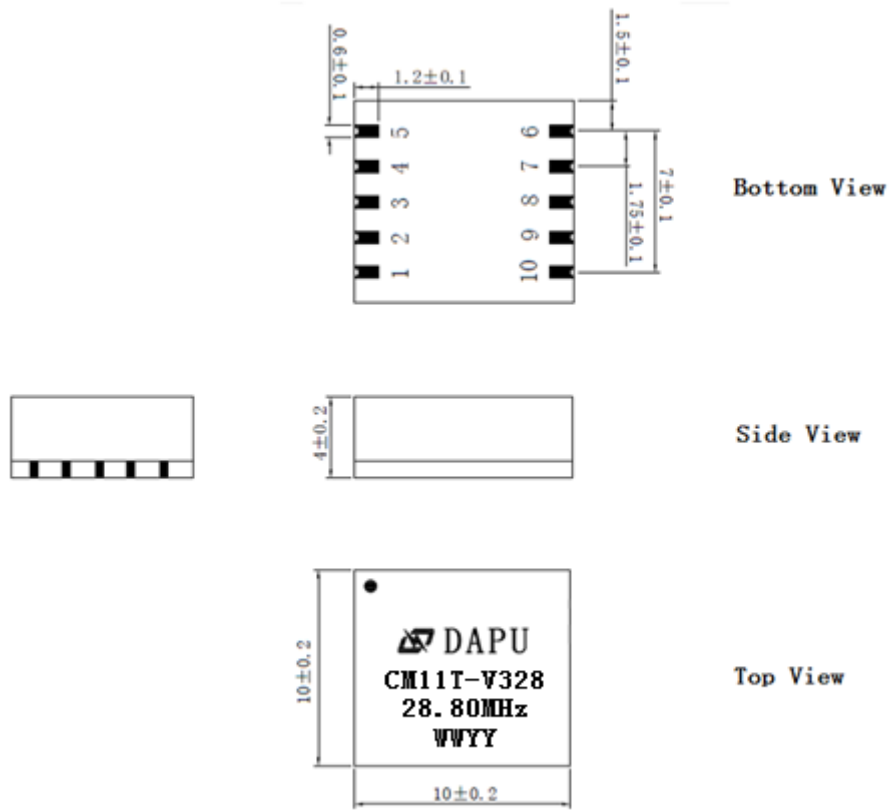 0.6±0.1
1.2±0.1
1.5±0.1
5
4
3
2
1
6
7
8
9
10
1.75±0.1
7±0.1
Bottom View
4±0.2
Side View
10±0.2
DAPU
CM11T-V328
28.80MHz
WWYY
10±0.2
Top View